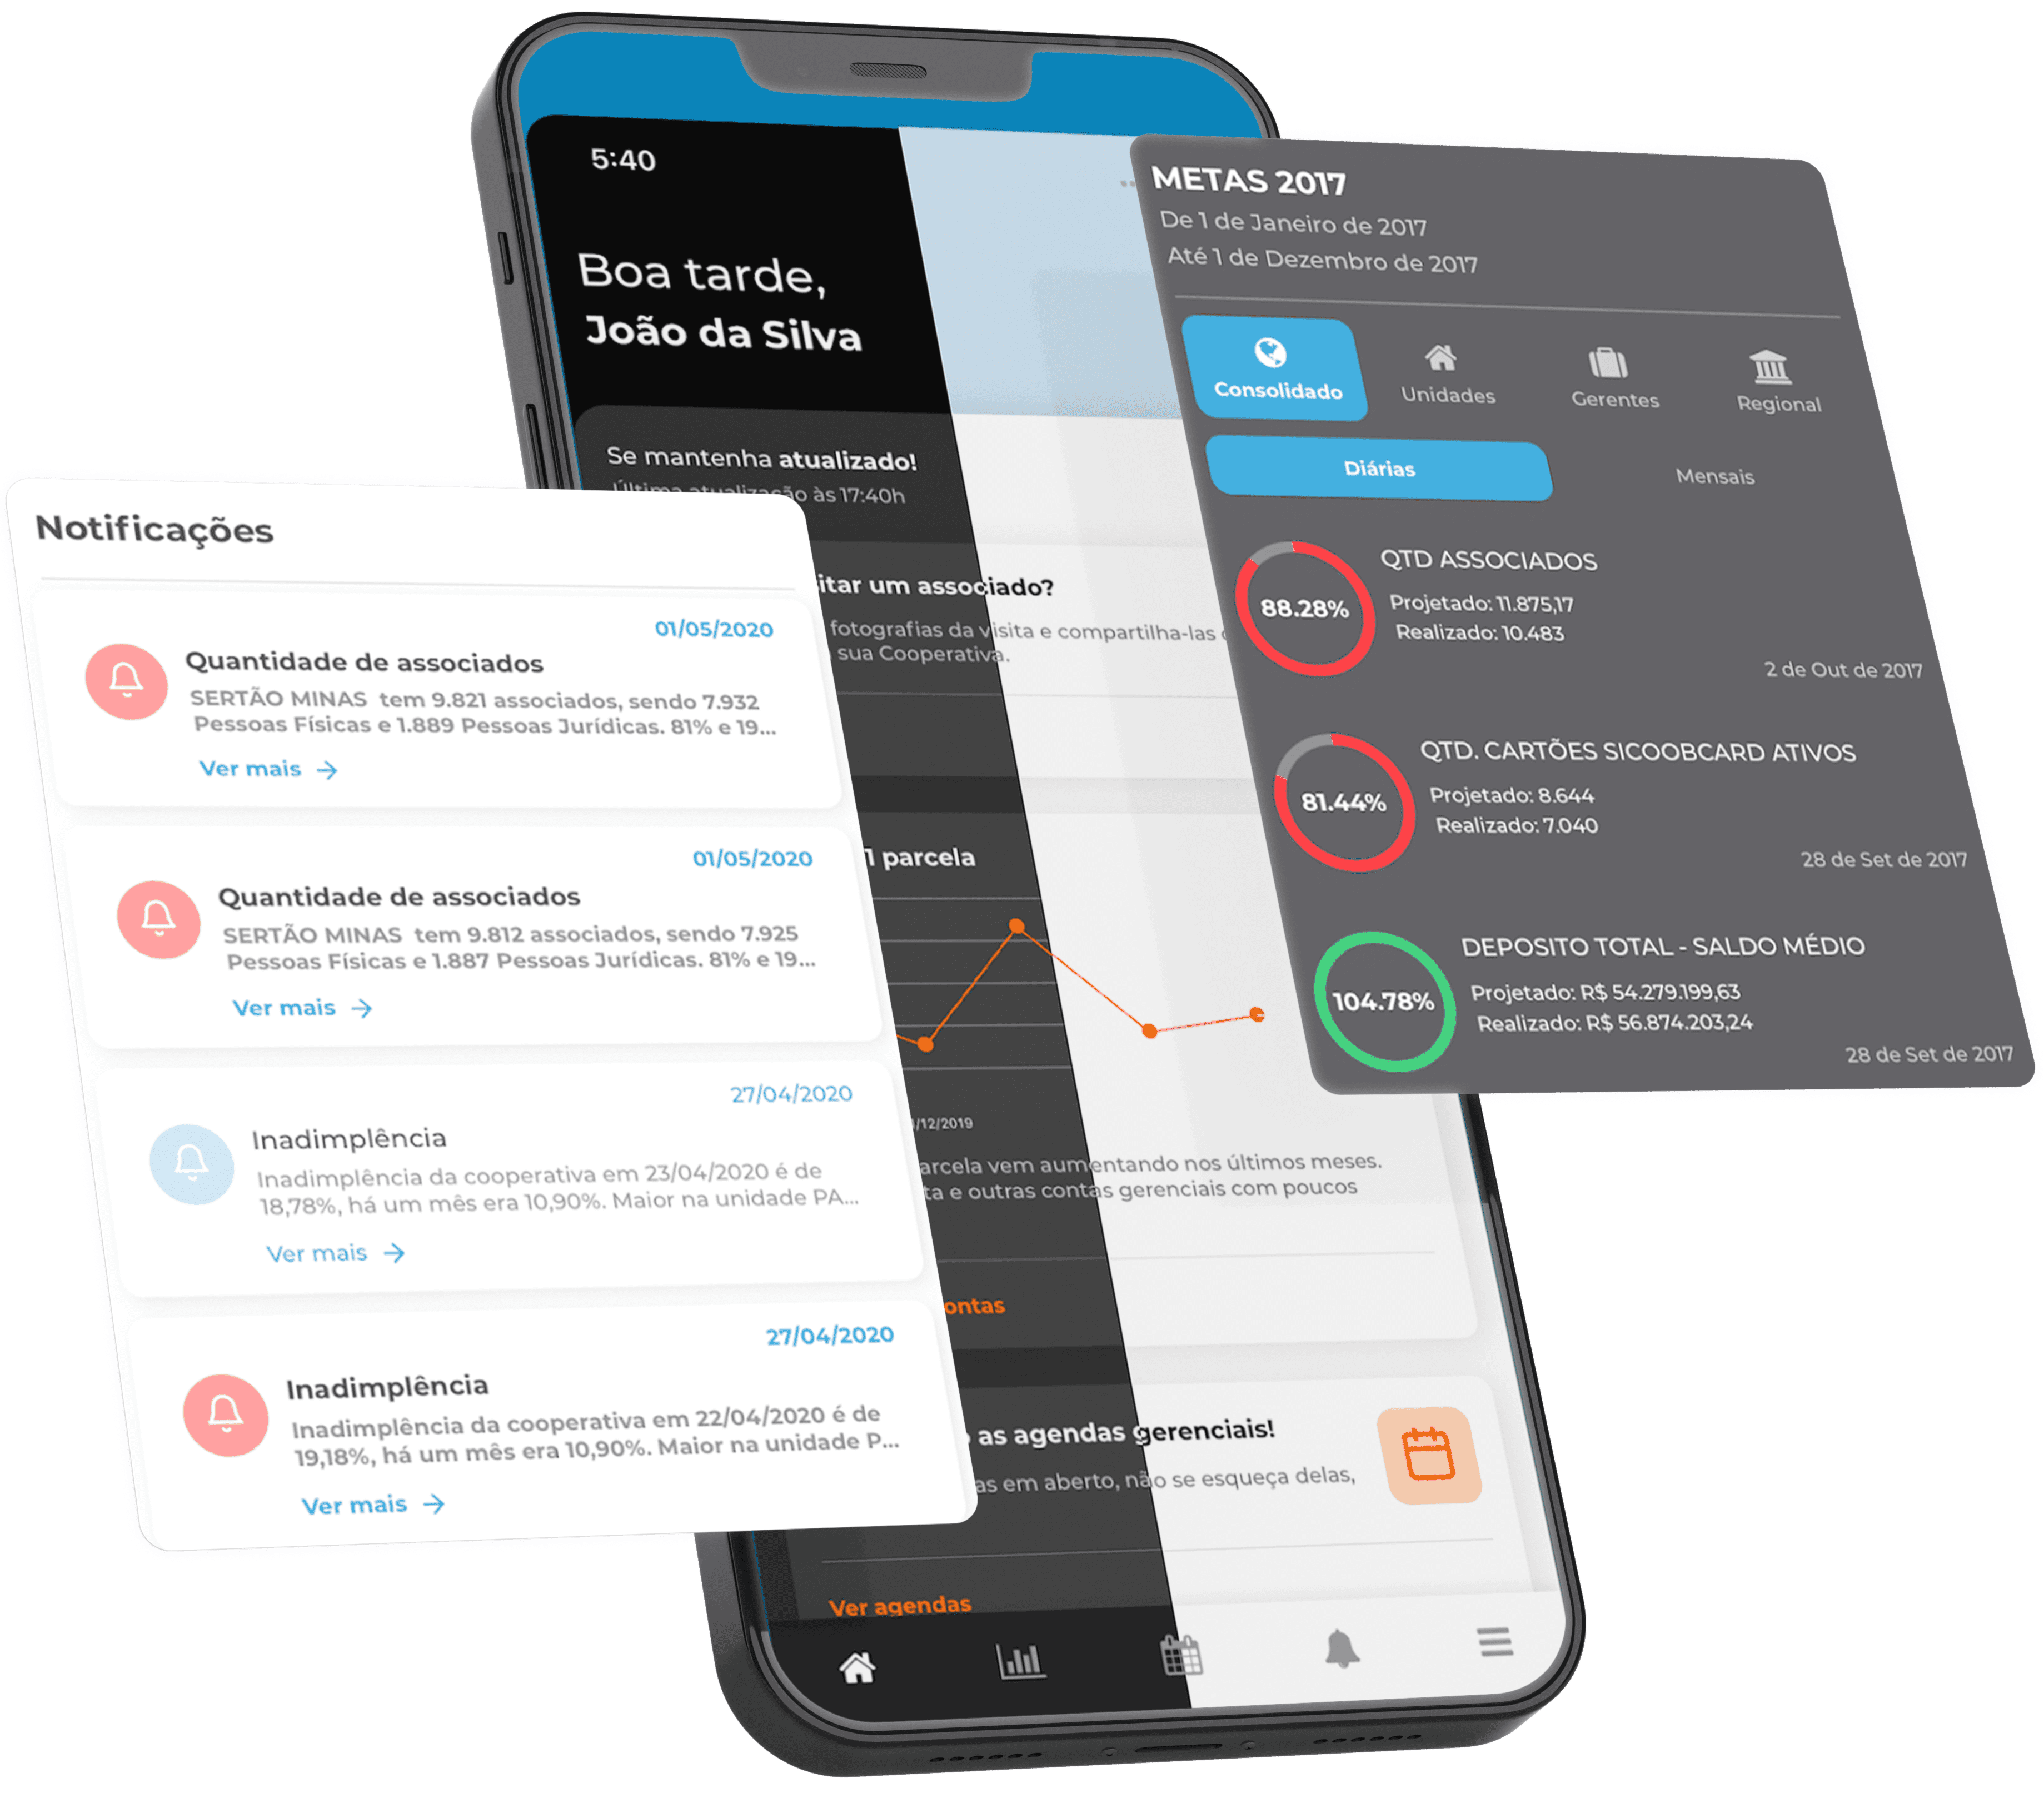 5:40
Boa tarde,
João da Silva
Se mantenha atualizado!
Última atualização às 17:40h
um associado?
fotografias da visita e compartilha-las
sua Cooperativa.
1 parcela
/12/2019
vem aumentando nos últimos meses.
e outras contas gerenciais com poucos
as agendas gerenciais!
em aberto, não se esqueça delas,
Ver agendas
Notificações
01/05/2020
Quantidade de associados
SERTÃO MINAS tem 9.821 associados, sendo 7.932
Pessoas Físicas e 1.889 Pessoas Jurídicas. 81% e 19...
Ver mais →
01/05/2020
Quantidade de associados
SERTÃO MINAS tem 9.812 associados, sendo 7.925
Pessoas Físicas e 1.887 Pessoas Jurídicas. 81% e 19...
Ver mais →
27/04/2020
Inadimplência
Inadimplência da cooperativa em 23/04/2020 é de
18,78%, há um mês era 10,90%. Maior na unidade PA...
Ver mais →
27/04/2020
Inadimplência
Inadimplência da cooperativa em 22/04/2020 é de
19,18%, há um mês era 10,90%. Maior na unidade P...
Ver mais →
METAS 2017
De 1 de Janeiro de 2017
Até 1 de Dezembro de 2017
Consolidado Unidades Gerentes Regional
Diárias Mensais
QTD ASSOCIADOS
88.28%
Projetado: 11.875,17
Realizado: 10.483
2 de Out de 2017
QTD. CARTÕES SICOOBCARD ATIVOS
81.44%
Projetado: 8.644
Realizado: 7.040
28 de Set de 2017
DEPOSITO TOTAL - SALDO MÉDIO
104.78%
Projetado: R$ 54.279.199,63
Realizado: R$ 56.874.203,24
28 de Set de 2017